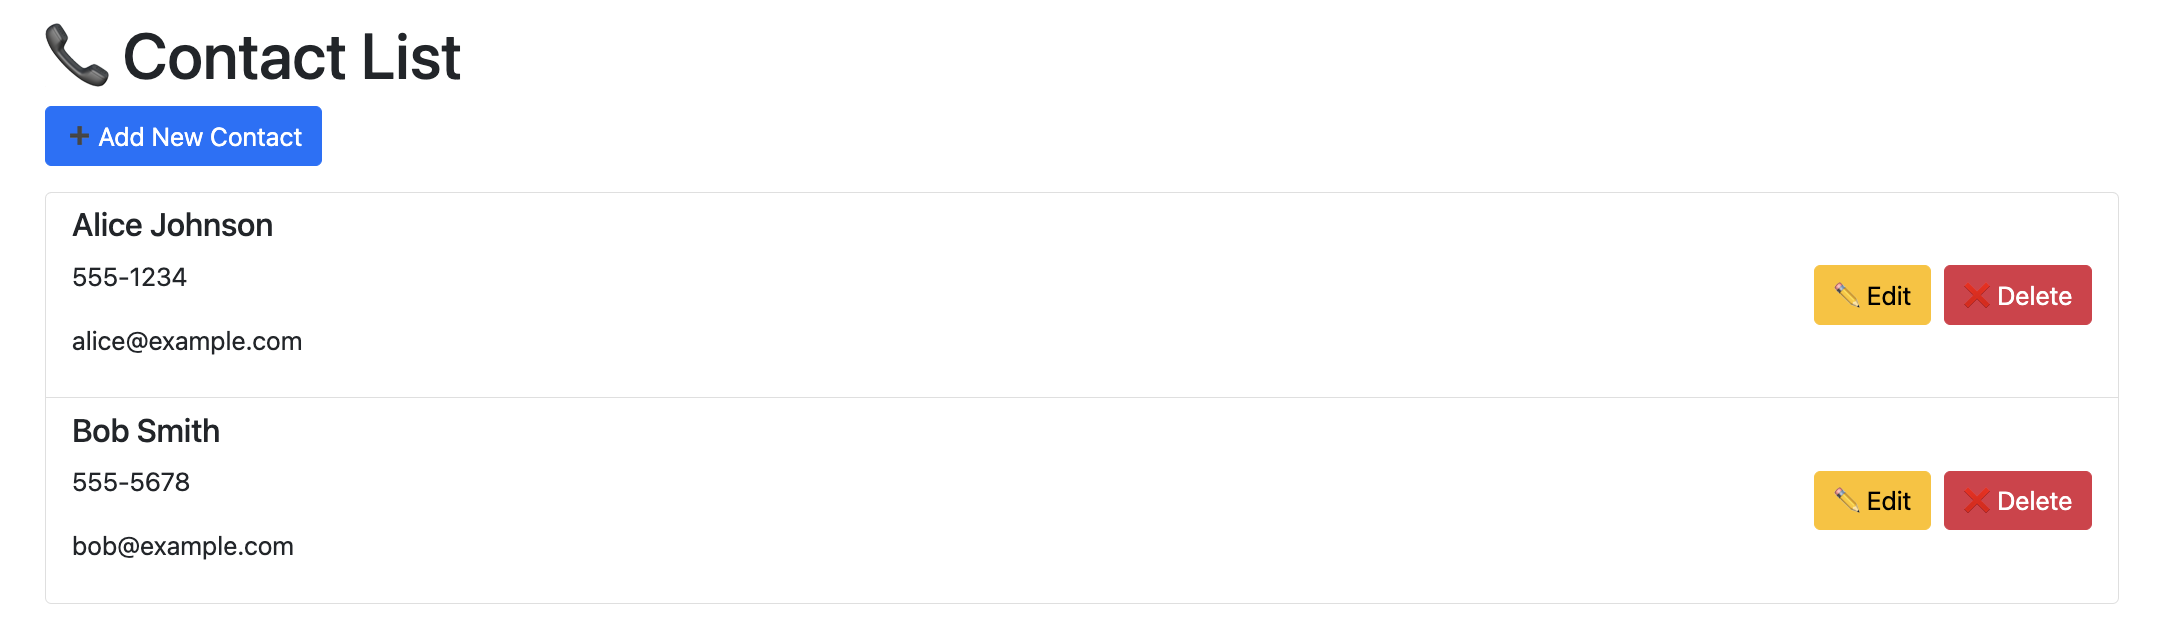 📞 Contact List
➕ Add New Contact
Alice Johnson
555-1234
✏️ Edit
❌ Delete
alice@example.com
Bob Smith
555-5678
✏️ Edit
❌ Delete
bob@example.com